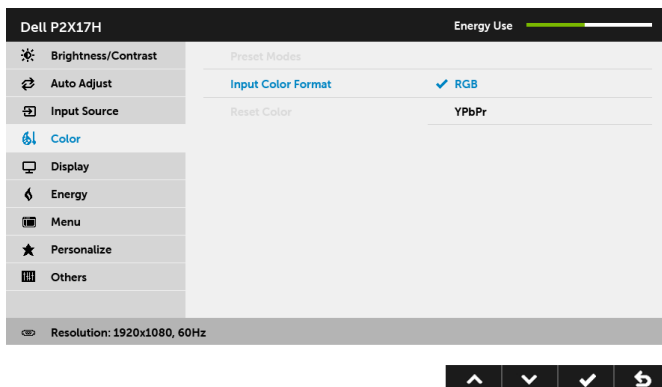 Dell P2X17H Energy Use
Brightness/Contrast Preset Modes
Auto Adjust Input Color Format RGB
Input Source Reset Color YPbPr
Color
Display
Energy
Menu
Personalize
Others
Resolution: 1920x1080, 60Hz